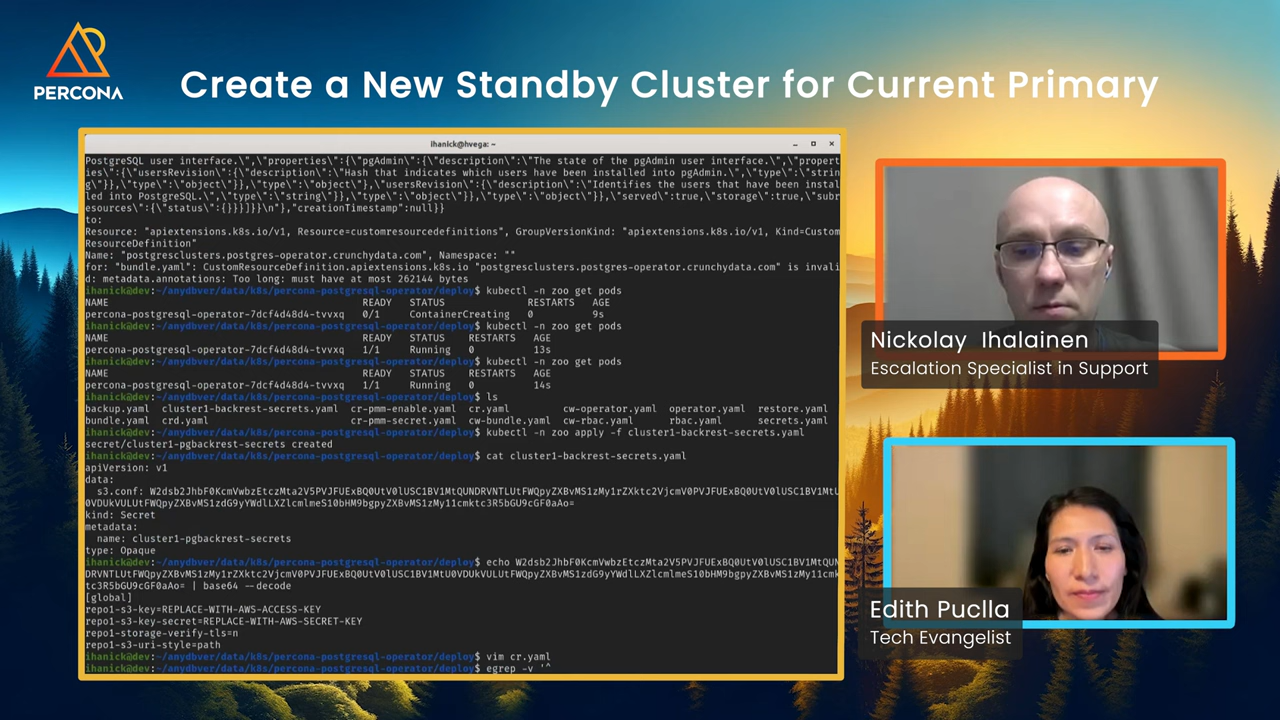 PERCONA
Create a New Standby Cluster for Current Primary
ihanick@hvega: ~
PostgreSQL user interface.\",\"properties\":{\"pgAdmin\":{\"description\":\"The state of the pgAdmin user interface.\",\"propert
ies\":{\"usersRevision\":{\"description\":\"Hash that indicates which users have been installed into pgAdmin.\",\"type\":\"strin
g\"}},\"type\":\"object\"}},\"type\":\"object\"},\"usersRevision\":{\"description\":\"Identifies the users that have been instal
led into PostgreSQL.\",\"type\":\"string\"}},\"type\":\"object\"}},\"type\":\"object\"}},\"served\":true,\"storage\":true,\"subr
esources\":{\"status\":{}}}]}}\n"},"creationTimestamp":null}}
to:
Resource: "apiextensions.k8s.io/v1, Resource=customresourcedefinitions", GroupVersionKind: "apiextensions.k8s.io/v1, Kind=Custom
ResourceDefinition"
Name: "postgresclusters.postgres-operator.crunchydata.com", Namespace: ""
for: "bundle.yaml": CustomResourceDefinition.apiextensions.k8s.io "postgresclusters.postgres-operator.crunchydata.com" is invali
d: metadata.annotations: Too long: must have at most 262144 bytes
ihanick@dev:~/anydbver/data/k8s/percona-postgresql-operator/deploy$ kubectl -n zoo get pods
NAME READY STATUS RESTARTS AGE
percona-postgresql-operator-7dcf4d48d4-tvvxq 0/1 ContainerCreating 0 9s
ihanick@dev:~/anydbver/data/k8s/percona-postgresql-operator/deploy$ kubectl -n zoo get pods
NAME READY STATUS RESTARTS AGE
percona-postgresql-operator-7dcf4d48d4-tvvxq 1/1 Running 0 13s
ihanick@dev:~/anydbver/data/k8s/percona-postgresql-operator/deploy$ kubectl -n zoo get pods
NAME READY STATUS RESTARTS AGE
percona-postgresql-operator-7dcf4d48d4-tvvxq 1/1 Running 0 14s
ihanick@dev:~/anydbver/data/k8s/percona-postgresql-operator/deploy$ ls
backup.yaml cluster1-backrest-secrets.yaml cr-pmm-enable.yaml cr.yaml cw-operator.yaml operator.yaml restore.yaml
bundle.yaml crd.yaml cr-pmm-secret.yaml cw-bundle.yaml cw-rbac.yaml rbac.yaml secrets.yaml
ihanick@dev:~/anydbver/data/k8s/percona-postgresql-operator/deploy$ kubectl -n zoo apply -f cluster1-backrest-secrets.yaml
secret/cluster1-pgbackrest-secrets created
ihanick@dev:~/anydbver/data/k8s/percona-postgresql-operator/deploy$ cat cluster1-backrest-secrets.yaml
apiVersion: v1
data:
s3.conf:
kind: Secret
metadata:
name: cluster1-pgbackrest-secrets
type: Opaque
ihanick@dev:~/anydbver/data/k8s/percona-postgresql-operator/deploy$ echo
| base64 --decode
[global]
repo1-s3-key=REPLACE-WITH-AWS-ACCESS-KEY
repo1-s3-key-secret=REPLACE-WITH-AWS-SECRET-KEY
repo1-storage-verify-tls=n
repo1-s3-uri-style=path
ihanick@dev:~/anydbver/data/k8s/percona-postgresql-operator/deploy$ vim cr.yaml
ihanick@dev:~/anydbver/data/k8s/percona-postgresql-operator/deploy$ egrep -v '^
Nickolay Ihalainen
Escalation Specialist in Support
Edith Puclla
Tech Evangelist